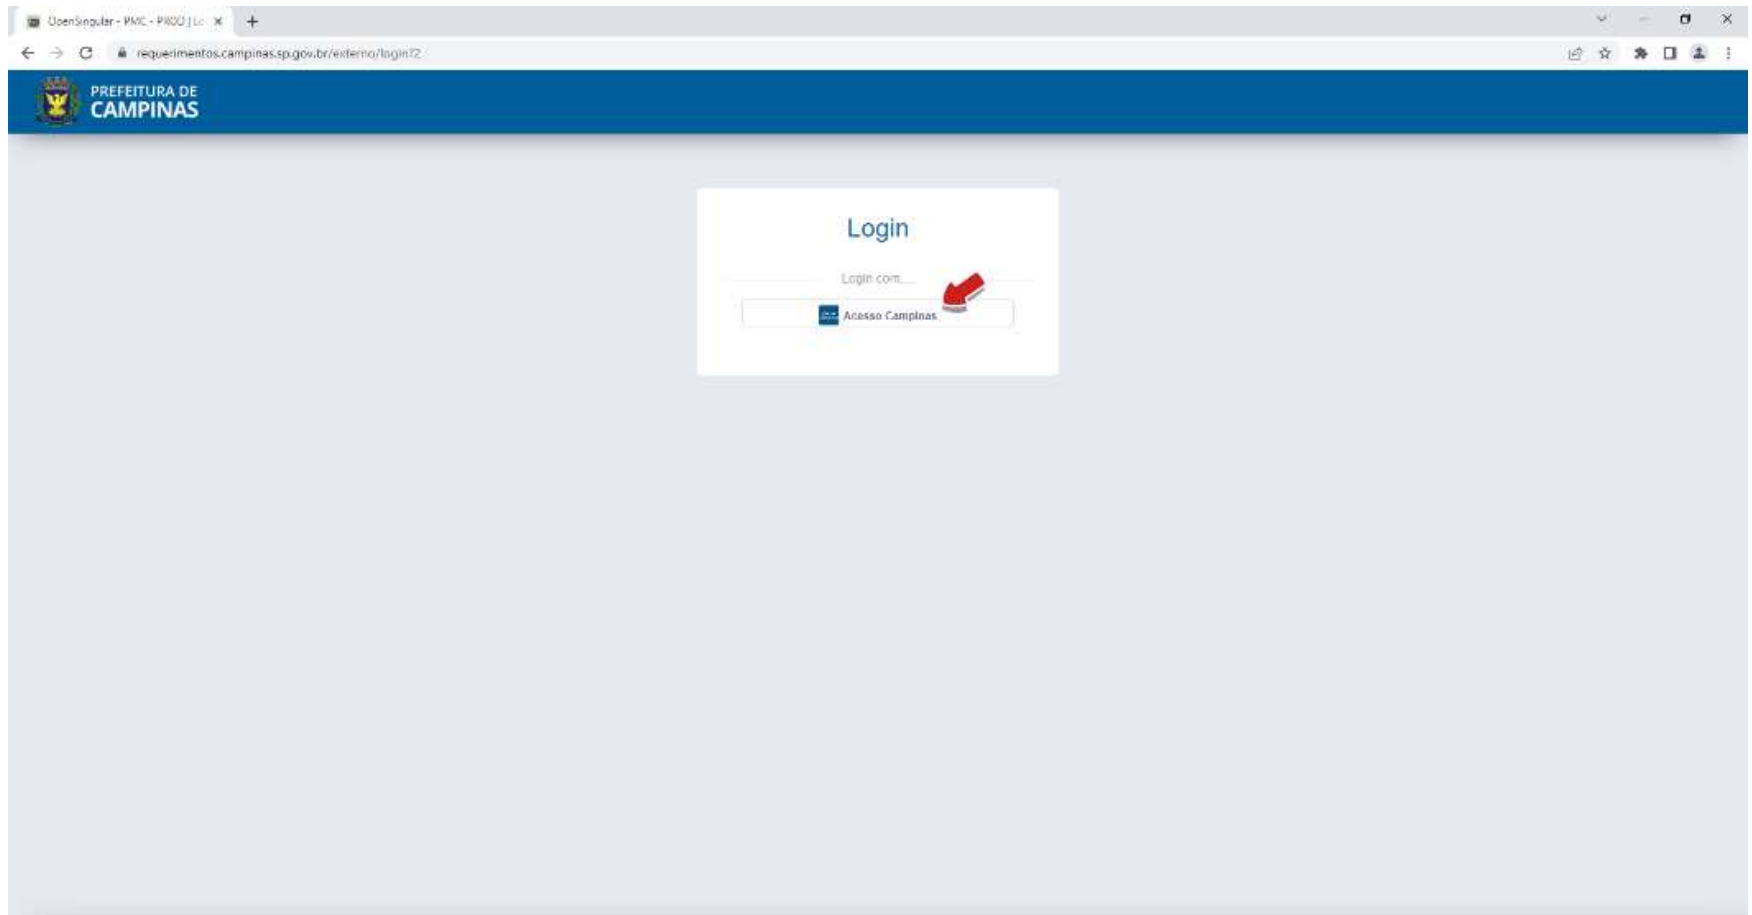 OpenSingular - PMC - PROD | Lo
requerimentos.campinas.sp.gov.br/externo/login?2
PREFEITURA DE
CAMPINAS
Login
Login com....
Acesso Campinas